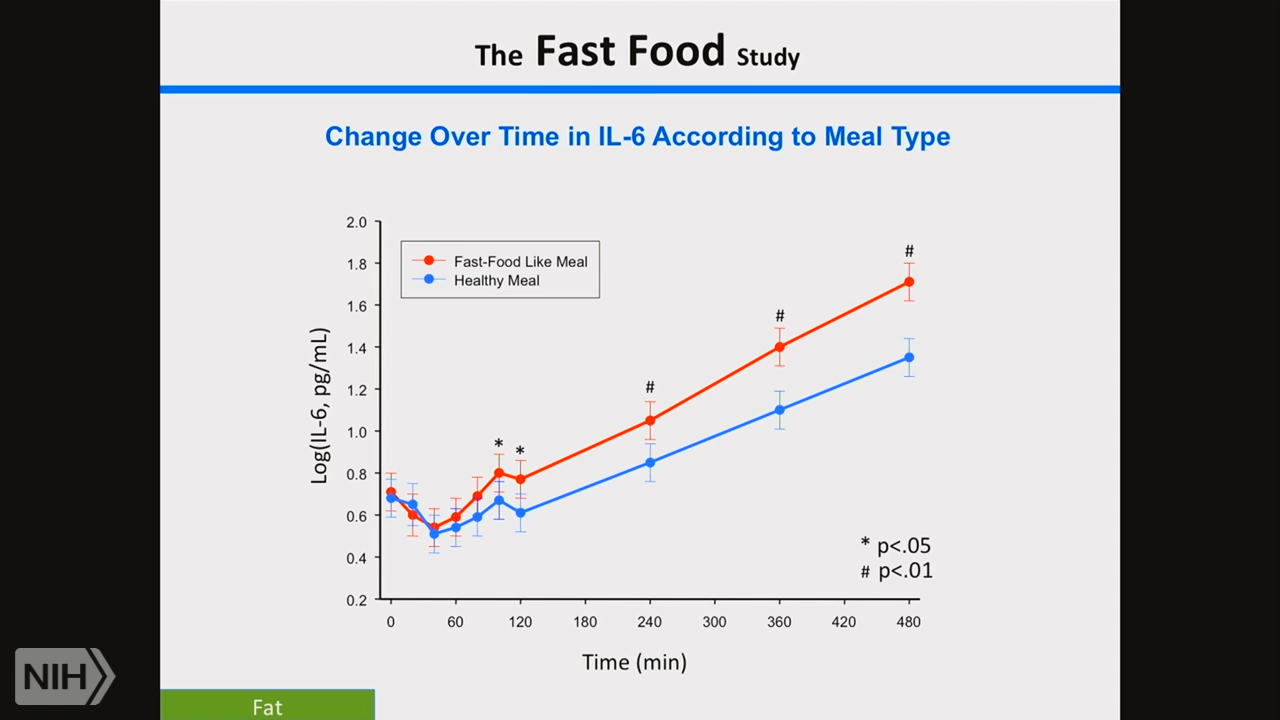 The Fast Food Study
Change Over Time in IL-6 According to Meal Type
2.0
1.8
1.6
1.4
1.2
1.0
0.8
0.6
0.4
0.2
Log(IL-6, pg/mL)
Fast-Food Like Meal
Healthy Meal
#
#
#
* *
* p<.05
# p<.01
0 60 120 180 240 300 360 420 480
Time (min)
NIH
Fat